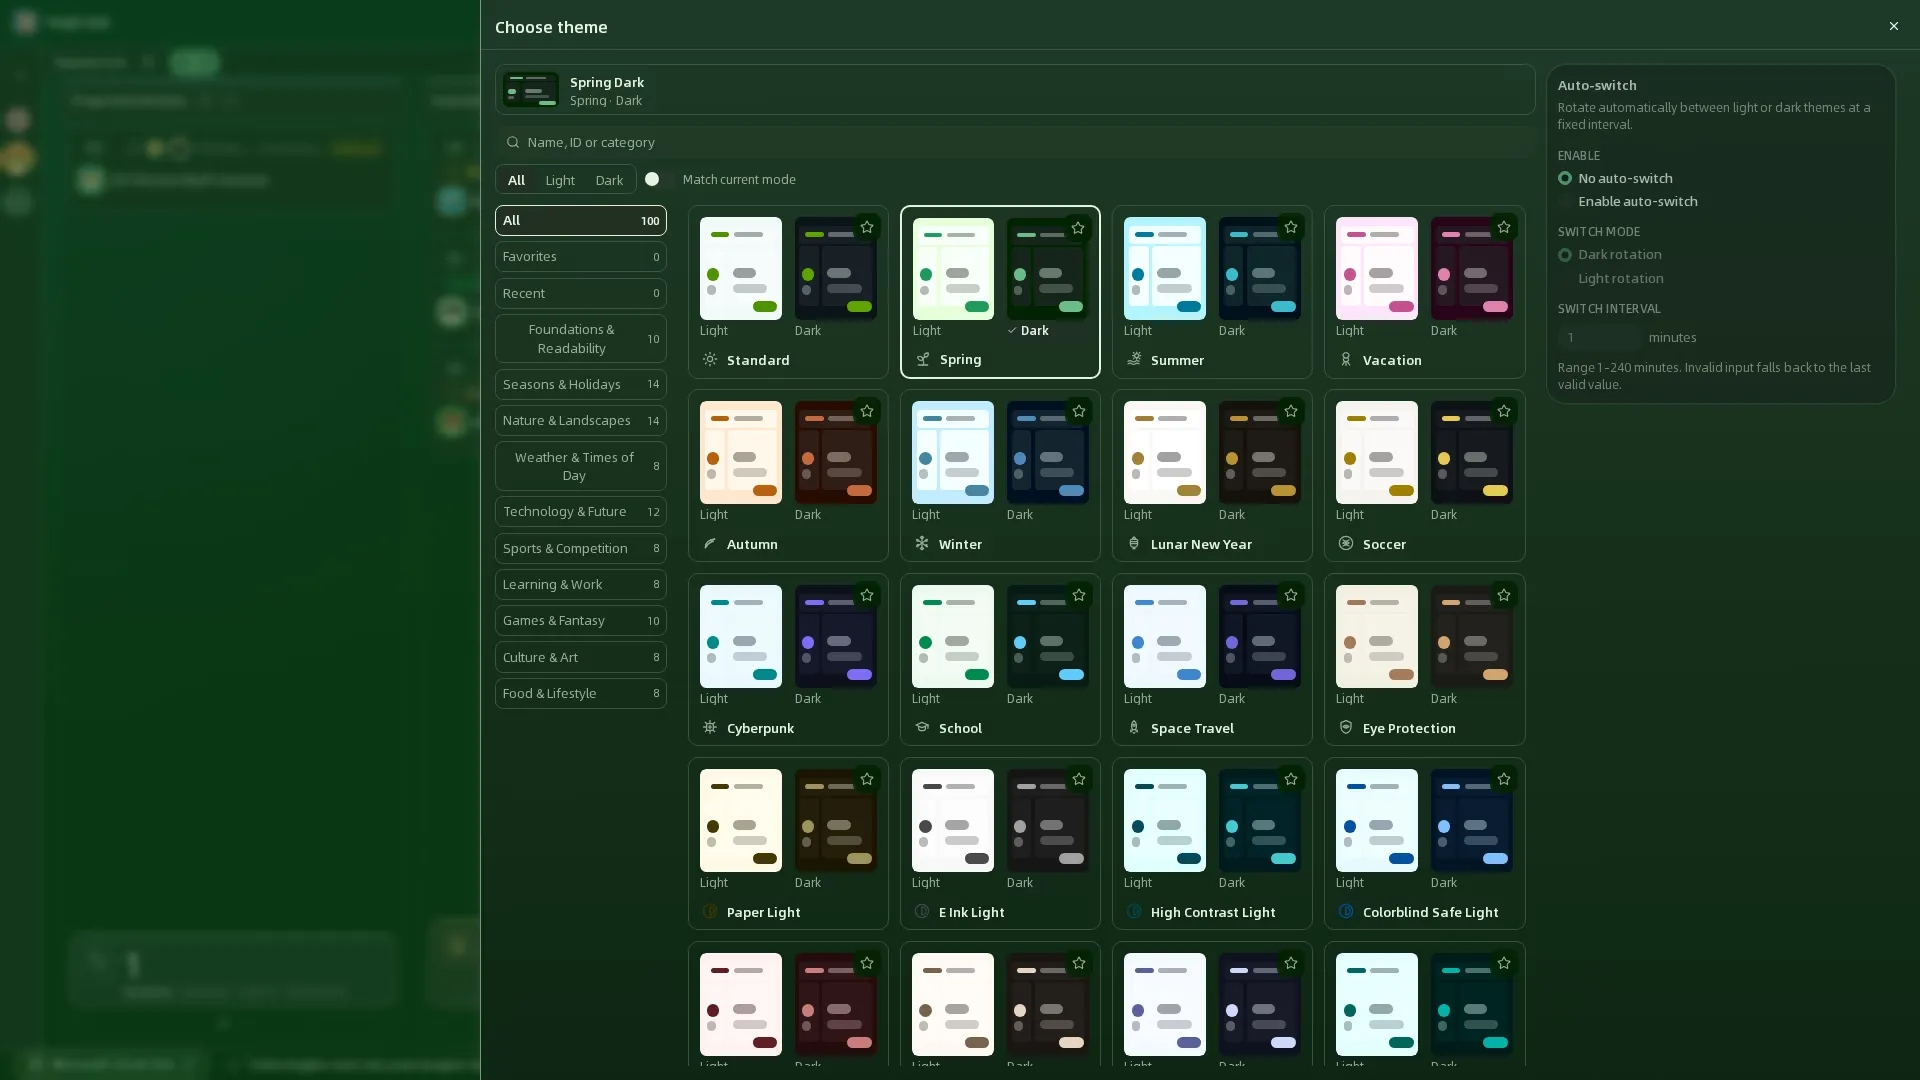 Choose theme
Spring Dark
Spring · Dark
Name, ID or category
All
Light
Dark
Match current mode
All 100
Favorites 0
Recent 0
Foundations & Readability 10
Seasons & Holidays 14
Nature & Landscapes 14
Weather & Times of Day 8
Technology & Future 12
Sports & Competition 8
Learning & Work 8
Games & Fantasy 10
Culture & Art 8
Food & Lifestyle 8
Light Dark
Standard
Light Dark
Spring
Light Dark
Summer
Light Dark
Vacation
Light Dark
Autumn
Light Dark
Winter
Light Dark
Lunar New Year
Light Dark
Soccer
Light Dark
Cyberpunk
Light Dark
School
Light Dark
Space Travel
Light Dark
Eye Protection
Light Dark
Paper Light
Light Dark
E Ink Light
Light Dark
High Contrast Light
Light Dark
Colorblind Safe Light
Light Dark
Light Dark
Light Dark
Light Dark
Auto-switch
Rotate automatically between light or dark themes at a
fixed interval.
ENABLE
No auto-switch
Enable auto-switch
SWITCH MODE
Dark rotation
Light rotation
SWITCH INTERVAL
1 minutes
Range 1–240 minutes. Invalid input falls back to the last
valid value.